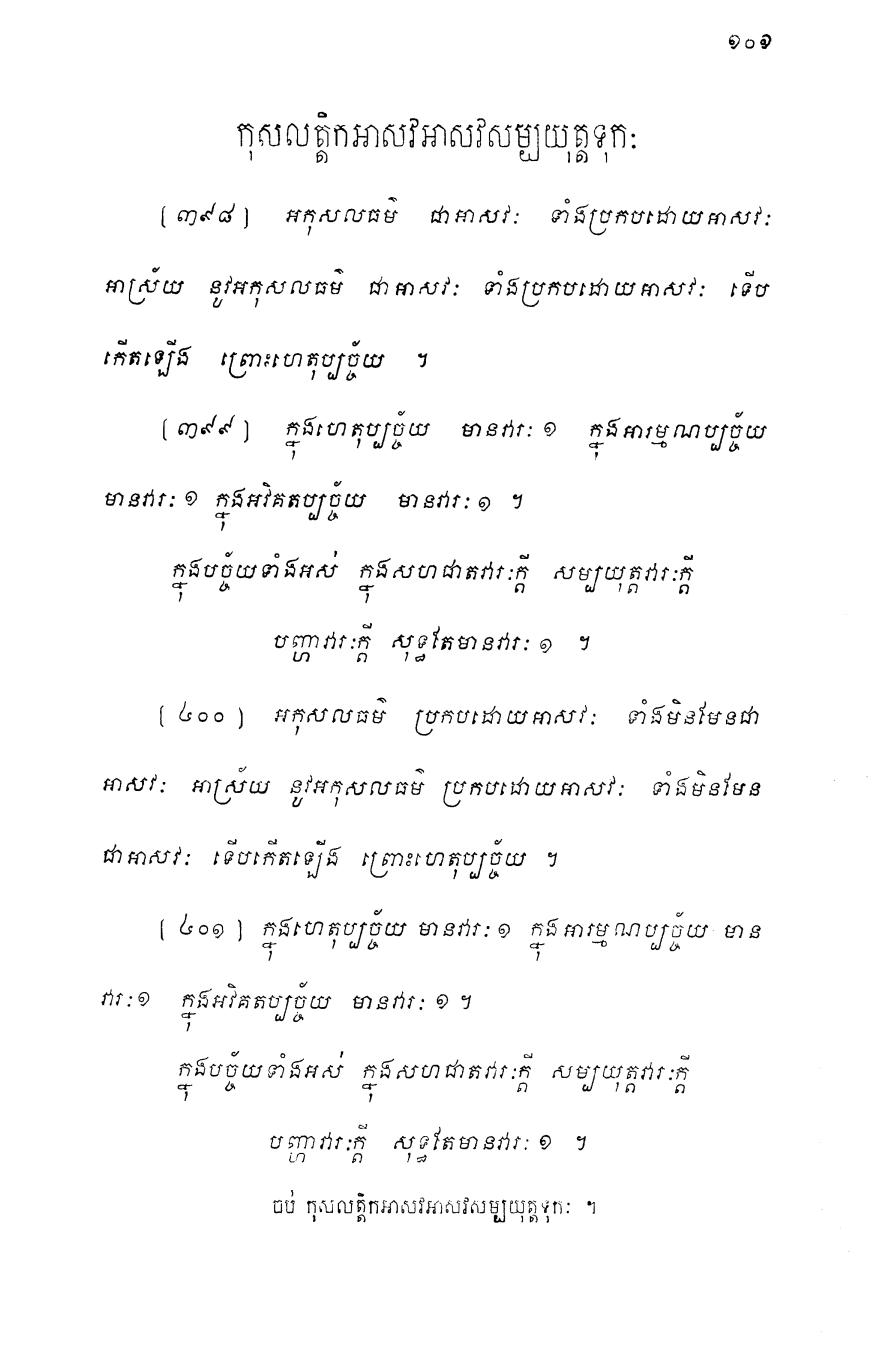 ១០១
កុសលត្តិកអាសវអាសវសម្បយុត្តទុកៈ
(៣៩៨) អកុសលធម៌ ជាអាសវៈ ទាំងប្រកបដោយអាសវៈ
អាស្រ័យ នូវអកុសលធម៌ ជាអាសវៈ ទាំងប្រកបដោយអាសវៈ ទើប
កើតឡើង ព្រោះហេតុប្បច្ច័យ ។
(៣៩៩) ក្នុងហេតុប្បច្ច័យ មានវារៈ ១ ក្នុងអារម្មណប្បច្ច័យ
មានវារៈ ១ ក្នុងអវិគតប្បច្ច័យ មានវារៈ ១ ។
ក្នុងបច្ច័យទាំងអស់ ក្នុងសហជាតវារៈក្តី សម្បយុត្តវារៈក្តី
បញ្ហាវារៈក្តី សុទ្ធតែមានវារៈ ១ ។
(៤០០) អកុសលធម៌ ប្រកបដោយអាសវៈ ទាំងមិនមែនជា
អាសវៈ អាស្រ័យ នូវអកុសលធម៌ ប្រកបដោយអាសវៈ ទាំងមិនមែន
ជាអាសវៈ ទើបកើតឡើង ព្រោះហេតុប្បច្ច័យ ។
(៤០១) ក្នុងហេតុប្បច្ច័យ មានវារៈ ១ ក្នុងអារម្មណប្បច្ច័យ មាន
វារៈ ១ ក្នុងអវិគតប្បច្ច័យ មានវារៈ ១ ។
ក្នុងបច្ច័យទាំងអស់ ក្នុងសហជាតវារៈក្តី សម្បយុត្តវារៈក្តី
បញ្ហាវារៈក្តី សុទ្ធតែមានវារៈ ១ ។
ចប់ កុសលត្តិកអាសវអាសវសម្បយុត្តទុកៈ ។